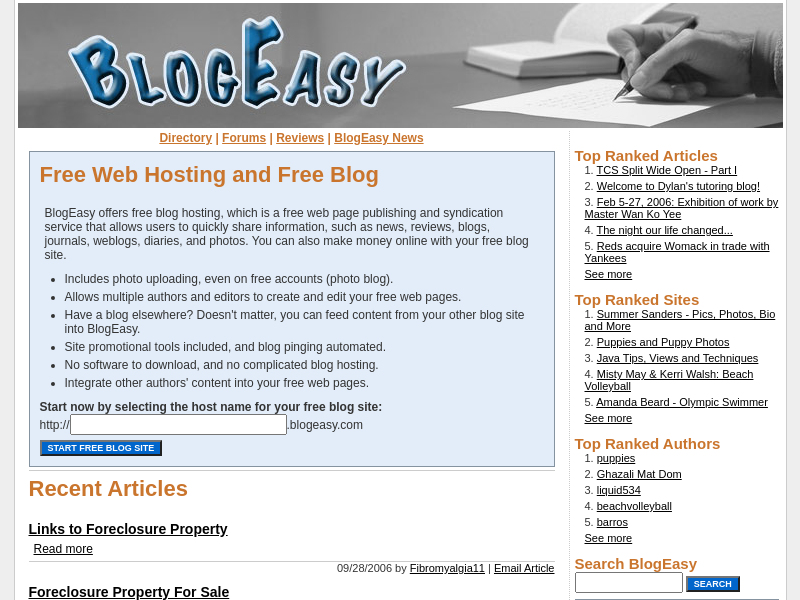 BlogEasy
Directory | Forums | Reviews | BlogEasy News
Free Web Hosting and Free Blog
BlogEasy offers free blog hosting, which is a free web page publishing and syndication
service that allows users to quickly share information, such as news, reviews, blogs,
journals, weblogs, diaries, and photos. You can also make money online with your free blog
site.
Includes photo uploading, even on free accounts (photo blog).
Allows multiple authors and editors to create and edit your free web pages.
Have a blog elsewhere? Doesn't matter, you can feed content from your other blog site
into BlogEasy.
Site promotional tools included, and blog pinging automated.
No software to download, and no complicated blog hosting.
Integrate other authors' content into your free web pages.
Start now by selecting the host name for your free blog site:
http:// .blogeasy.com
START FREE BLOG SITE
Recent Articles
Links to Foreclosure Property
Read more
09/28/2006 by Fibromyalgia11 | Email Article
Foreclosure Property For Sale
Top Ranked Articles
1. TCS Split Wide Open - Part I
2. Welcome to Dylan's tutoring blog!
3. Feb 5-27, 2006: Exhibition of work by
Master Wan Ko Yee
4. The night our life changed...
5. Reds acquire Womack in trade with
Yankees
See more
Top Ranked Sites
1. Summer Sanders - Pics, Photos, Bio
and More
2. Puppies and Puppy Photos
3. Java Tips, Views and Techniques
4. Misty May & Kerri Walsh: Beach
Volleyball
5. Amanda Beard - Olympic Swimmer
See more
Top Ranked Authors
1. puppies
2. Ghazali Mat Dom
3. liquid534
4. beachvolleyball
5. barros
See more
Search BlogEasy
SEARCH